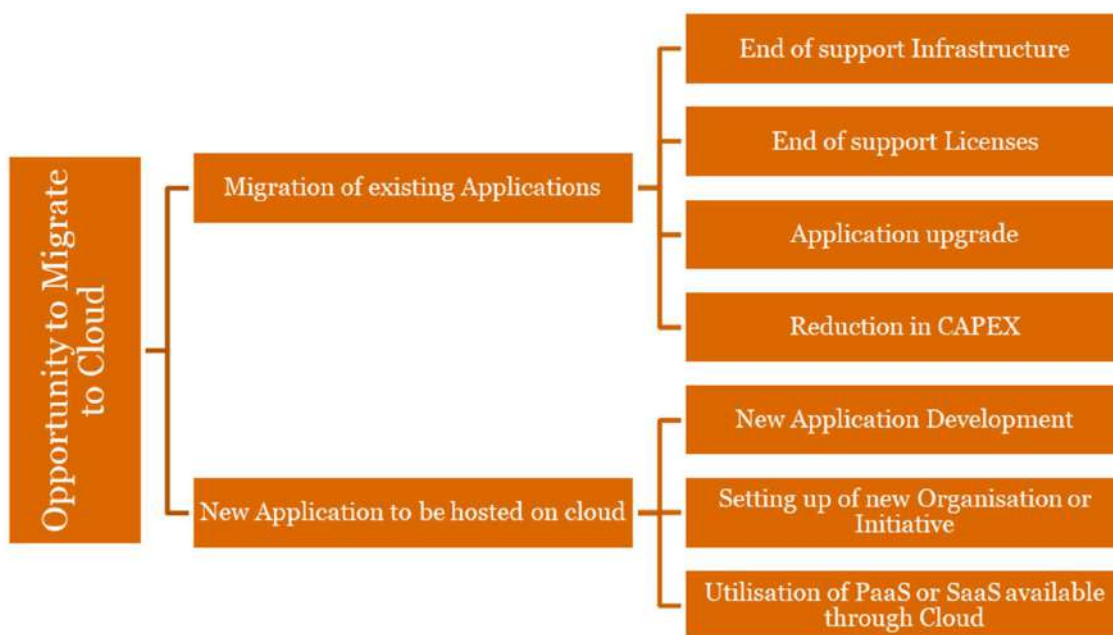 Opportunity to Migrate
to Cloud
Migration of existing Applications
End of support Infrastructure
End of support Licenses
Application upgrade
Reduction in CAPEX
New Application to be hosted on cloud
New Application Development
Setting up of new Organisation or
Initiative
Utilisation of PaaS or SaaS available
through Cloud